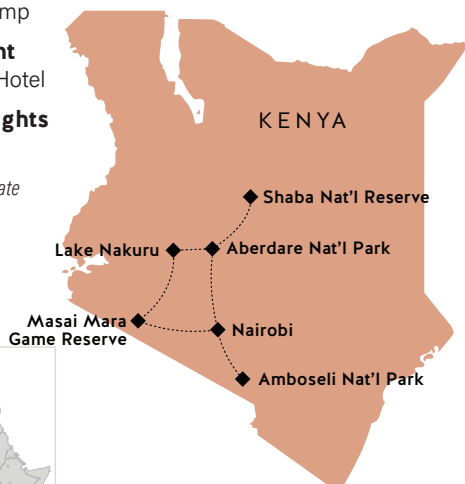 mp
nt
Hotel
ghts
ate
KENYA
Shaba Nat'l Reserve
Lake Nakuru
Aberdare Nat'l Park
Masai Mara
Game Reserve
Nairobi
Amboseli Nat'l Park